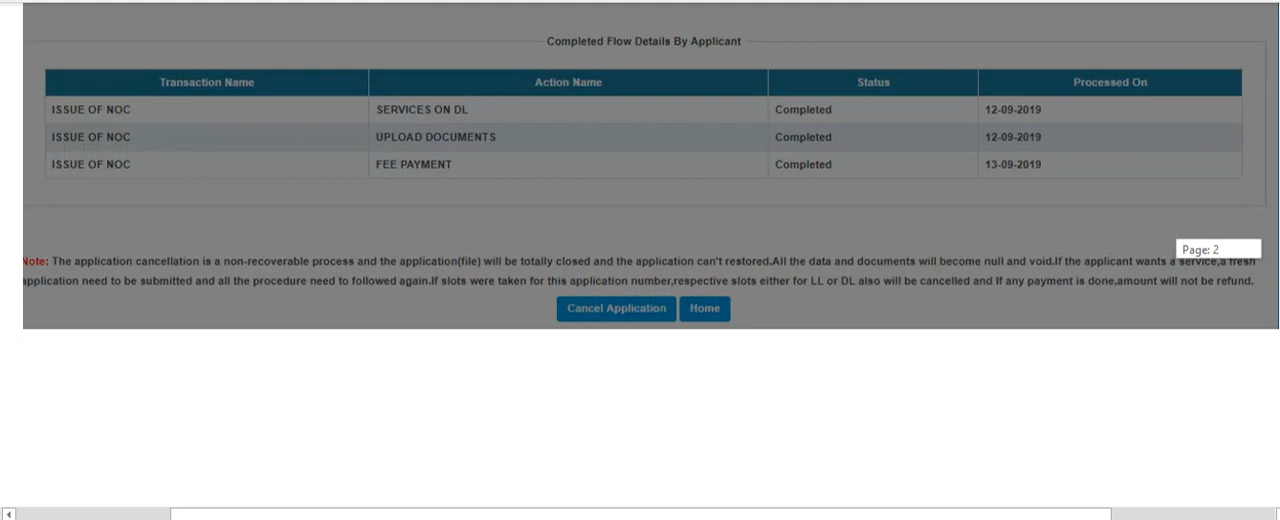 Completed Flow Details By Applicant
Transaction Name Action Name Status Processed On
ISSUE OF NOC SERVICES ON DL Completed 12-09-2019
ISSUE OF NOC UPLOAD DOCUMENTS Completed 12-09-2019
ISSUE OF NOC FEE PAYMENT Completed 13-09-2019
Page: 2
Note: The application cancellation is a non-recoverable process and the application(file) will be totally closed and the application can't restored.All the data and documents will become null and void.If the applicant wants a service,a fresh
application need to be submitted and all the procedure need to followed again.If slots were taken for this application number,respective slots either for LL or DL also will be cancelled and If any payment is done,amount will not be refund.
Cancel Application Home